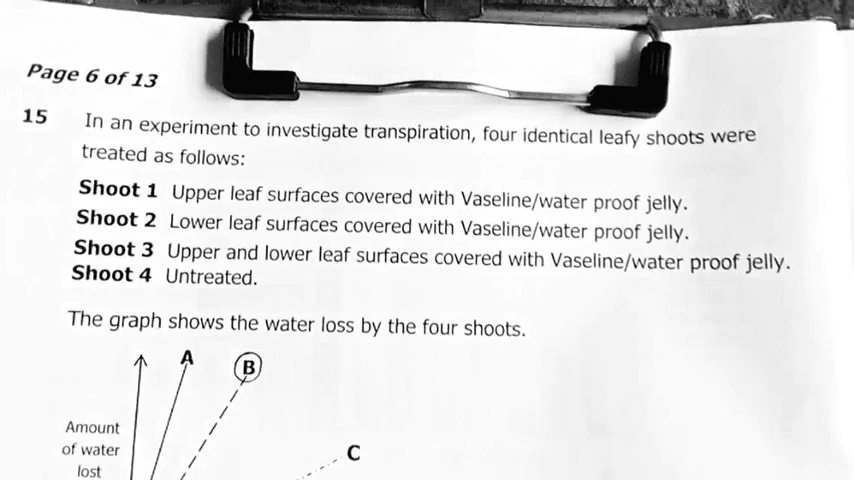 Page 6 of 13
15 In an experiment to investigate transpiration, four identical leafy shoots were
treated as follows:
Shoot 1 Upper leaf surfaces covered with Vaseline/water proof jelly.
Shoot 2 Lower leaf surfaces covered with Vaseline/water proof jelly.
Shoot 3 Upper and lower leaf surfaces covered with Vaseline/water proof jelly.
Shoot 4 Untreated.
The graph shows the water loss by the four shoots.
A
B
C
Amount
of water
lost